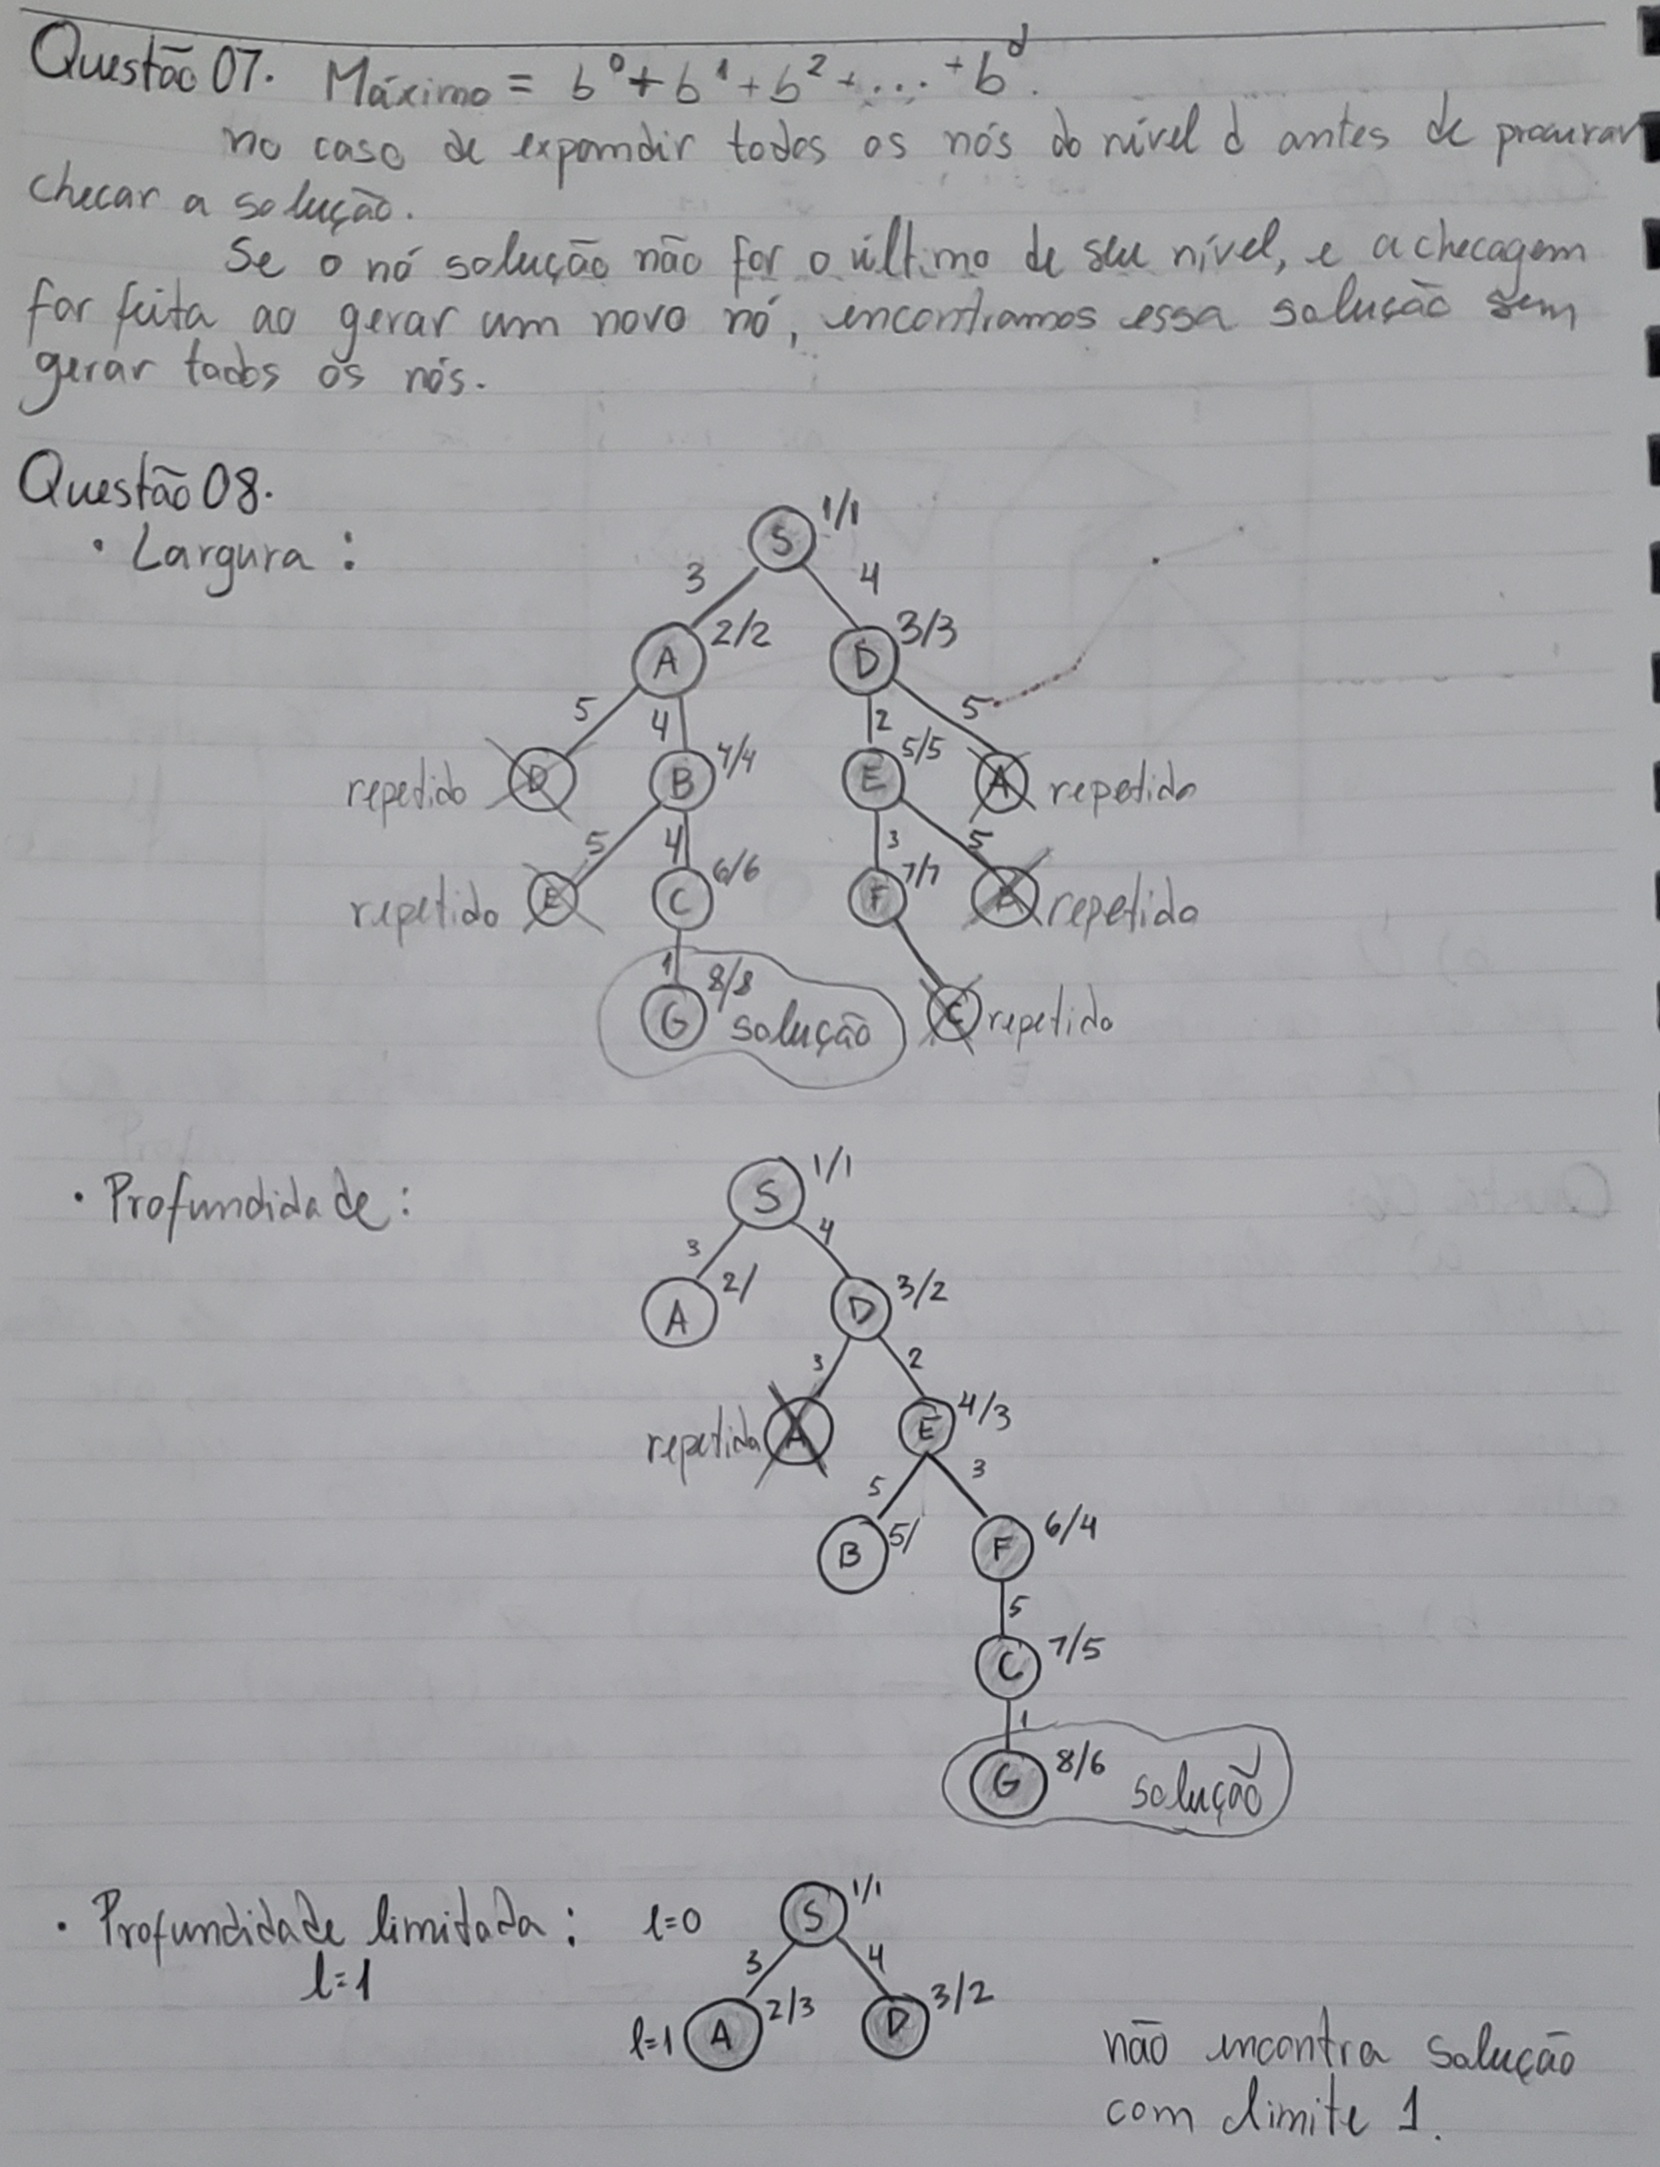 Questão 07. Máximo = b⁰ + b¹ + b² + ... + bᵈ.
no caso de expandir todos os nós do nível d antes de procurar
checar a solução.
Se o nó solução não for o último de seu nível, e a checagem
for feita ao gerar um novo nó, encontramos essa solução sem
gerar todos os nós.
Questão 08.
• Largura:
S 1/1
3 4
A 2/2 D 3/3
5 4 2 5
repetido D B 4/4 E 5/5 A repetido
5 4 3 5
repetido E C 6/6 F 7/7 B repetido
1
G 8/8 solução C repetido
• Profundidade:
S 1/1
3 4
A 2/ D 3/2
3 2
repetida A E 4/3
5 3
B 5/ F 6/4
5
C 7/5
1
G 8/6 solução
• Profundidade limitada: l=0 S 1/1
l=1
3 4
l=1 A 2/3 D 3/2
não encontra solução
com limite 1.